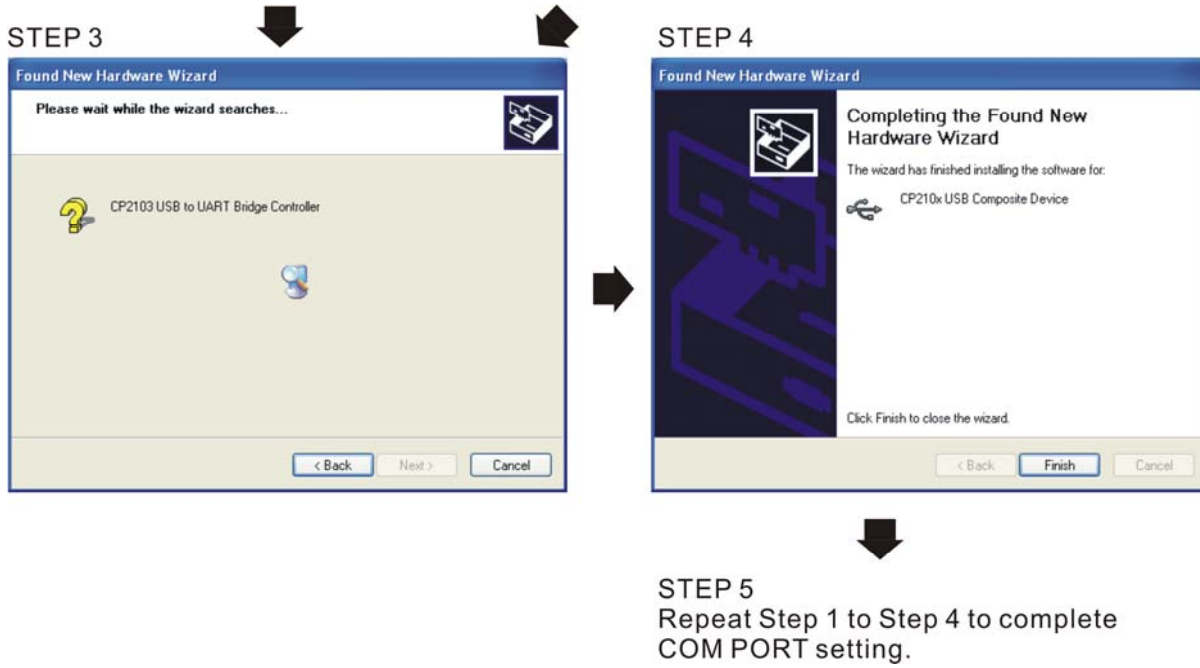 STEP 3
Found New Hardware Wizard
Please wait while the wizard searches...
CP2103 USB to UART Bridge Controller
< Back
Next >
Cancel
STEP 4
Found New Hardware Wizard
Completing the Found New
Hardware Wizard
The wizard has finished installing the software for:
CP210x USB Composite Device
Click Finish to close the wizard.
< Back
Finish
Cancel
STEP 5
Repeat Step 1 to Step 4 to complete
COM PORT setting.